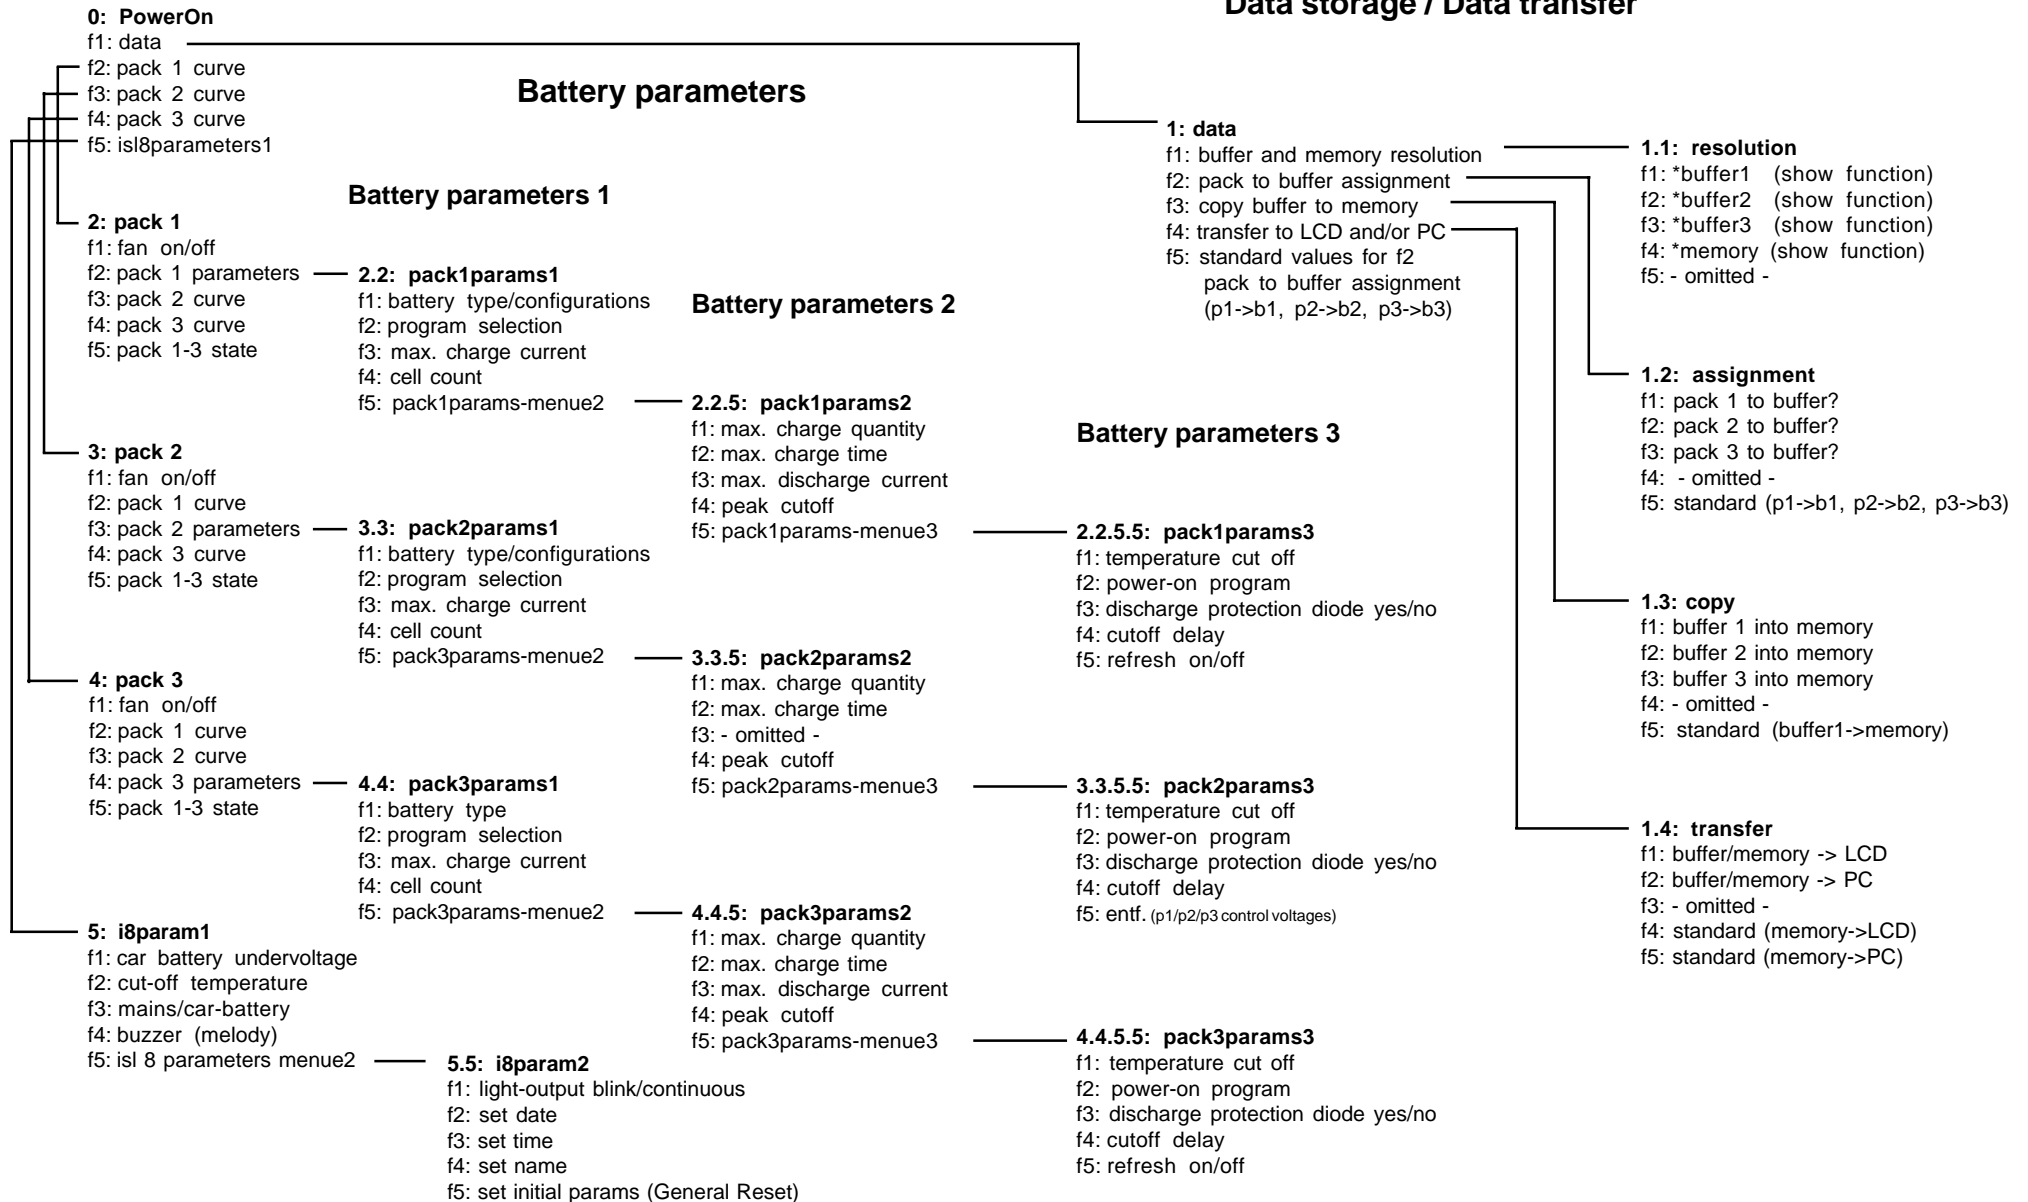 Data storage / Data transfer
0: PowerOn
f1: data
f2: pack 1 curve
f3: pack 2 curve
f4: pack 3 curve
f5: isl8parameters1
Battery parameters
Battery parameters 1
2: pack 1
f1: fan on/off
f2: pack 1 parameters
f3: pack 2 curve
f4: pack 3 curve
f5: pack 1-3 state
3: pack 2
f1: fan on/off
f2: pack 1 curve
f3: pack 2 parameters
f4: pack 3 curve
f5: pack 1-3 state
4: pack 3
f1: fan on/off
f2: pack 1 curve
f3: pack 2 curve
f4: pack 3 parameters
f5: pack 1-3 state
5: i8param1
f1: car battery undervoltage
f2: cut-off temperature
f3: mains/car-battery
f4: buzzer (melody)
f5: isl 8 parameters menue2
2.2: pack1params1
f1: battery type/configurations
f2: program selection
f3: max. charge current
f4: cell count
f5: pack1params-menue2
3.3: pack2params1
f1: battery type/configurations
f2: program selection
f3: max. charge current
f4: cell count
f5: pack3params-menue2
4.4: pack3params1
f1: battery type
f2: program selection
f3: max. charge current
f4: cell count
f5: pack3params-menue2
5.5: i8param2
f1: light-output blink/continuous
f2: set date
f3: set time
f4: set name
f5: set initial params (General Reset)
Battery parameters 2
2.2.5: pack1params2
f1: max. charge quantity
f2: max. charge time
f3: max. discharge current
f4: peak cutoff
f5: pack1params-menue3
3.3.5: pack2params2
f1: max. charge quantity
f2: max. charge time
f3: - omitted -
f4: peak cutoff
f5: pack2params-menue3
4.4.5: pack3params2
f1: max. charge quantity
f2: max. charge time
f3: max. discharge current
f4: peak cutoff
f5: pack3params-menue3
Battery parameters 3
2.2.5.5: pack1params3
f1: temperature cut off
f2: power-on program
f3: discharge protection diode yes/no
f4: cutoff delay
f5: refresh on/off
3.3.5.5: pack2params3
f1: temperature cut off
f2: power-on program
f3: discharge protection diode yes/no
f4: cutoff delay
f5: entf. (p1/p2/p3 control voltages)
4.4.5.5: pack3params3
f1: temperature cut off
f2: power-on program
f3: discharge protection diode yes/no
f4: cutoff delay
f5: refresh on/off
1: data
f1: buffer and memory resolution
f2: pack to buffer assignment
f3: copy buffer to memory
f4: transfer to LCD and/or PC
f5: standard values for f2
pack to buffer assignment
(p1->b1, p2->b2, p3->b3)
1.1: resolution
f1: *buffer1 (show function)
f2: *buffer2 (show function)
f3: *buffer3 (show function)
f4: *memory (show function)
f5: - omitted -
1.2: assignment
f1: pack 1 to buffer?
f2: pack 2 to buffer?
f3: pack 3 to buffer?
f4: - omitted -
f5: standard (p1->b1, p2->b2, p3->b3)
1.3: copy
f1: buffer 1 into memory
f2: buffer 2 into memory
f3: buffer 3 into memory
f4: - omitted -
f5: standard (buffer1->memory)
1.4: transfer
f1: buffer/memory -> LCD
f2: buffer/memory -> PC
f3: - omitted -
f4: standard (memory->LCD)
f5: standard (memory->PC)